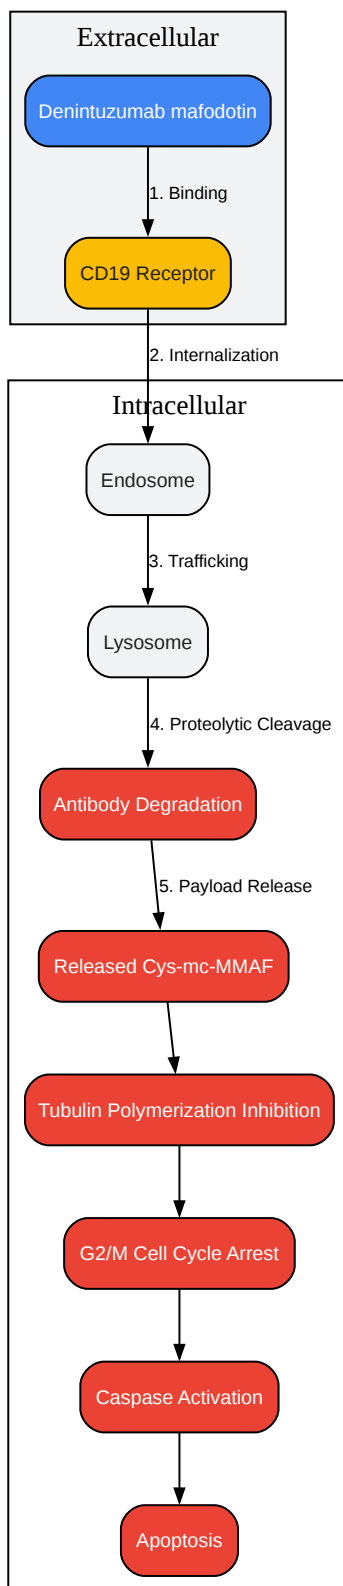 Extracellular
Denintuzumab mafodotin
1. Binding
CD19 Receptor
2. Internalization
Intracellular
Endosome
3. Trafficking
Lysosome
4. Proteolytic Cleavage
Antibody Degradation
5. Payload Release
Released Cys-mc-MMAF
Tubulin Polymerization Inhibition
G2/M Cell Cycle Arrest
Caspase Activation
Apoptosis